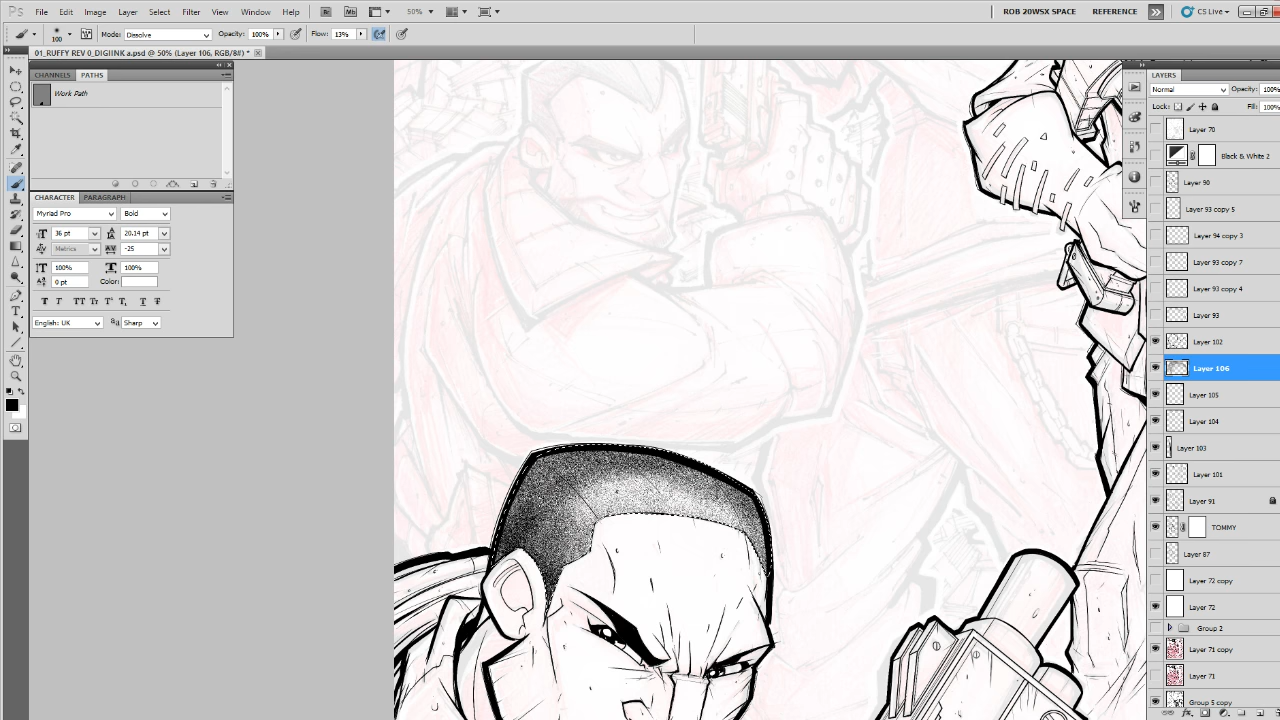 Ps File Edit Image Layer Select Filter View Window Help Br Mb 50% ROB 20WSX SPACE REFERENCE CS Live
100 Mode: Dissolve Opacity: 100% Flow: 13%
01_RUFFY REV 0_DIGIINK a.psd @ 50% (Layer 106, RGB/8#) *
CHANNELS PATHS
Work Path
CHARACTER PARAGRAPH
Myriad Pro Bold
36 pt 20.14 pt
Metrics -25
100% 100%
0 pt Color:
English: UK Sharp
LAYERS
Normal Opacity: 100%
Lock: Fill: 100%
Layer 70
Black & White 2
Layer 90
Layer 93 copy 5
Layer 94 copy 3
Layer 93 copy 7
Layer 93 copy 4
Layer 93
Layer 102
Layer 106
Layer 105
Layer 104
Layer 103
Layer 101
Layer 91
TOMMY
Layer 87
Layer 72 copy
Layer 72
Group 2
Layer 71 copy
Layer 71
Group 5 copy